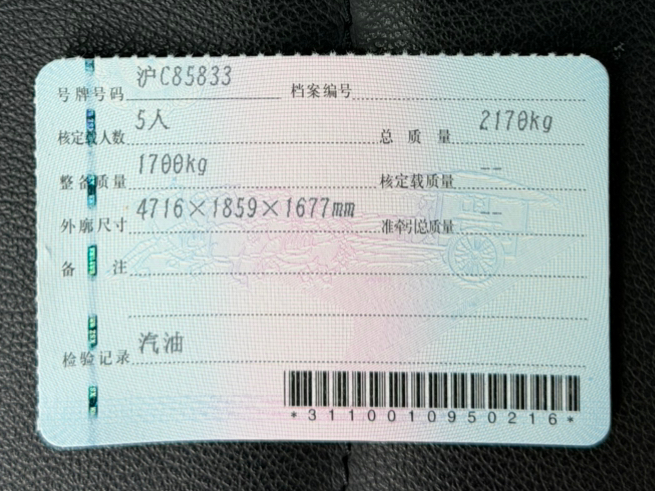 号牌号码 沪C85833 档案编号
核定载人数 5人 总质量 2170kg
整备质量 1700kg 核定载质量 --
外廓尺寸 4716×1859×1677mm 准牵引总质量 --
备注
检验记录 汽油
*3110010950216*